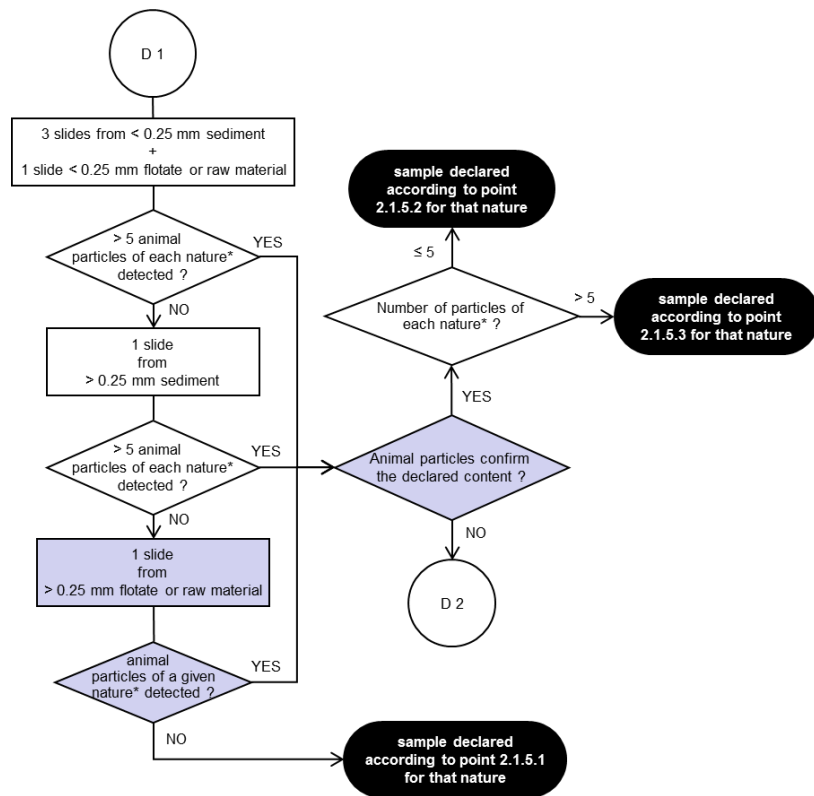 D 1
3 slides from < 0.25 mm sediment
+
1 slide < 0.25 mm flotate or raw material
> 5 animal
particles of each nature*
detected ?
YES
NO
1 slide
from
> 0.25 mm sediment
> 5 animal
particles of each nature*
detected ?
YES
NO
1 slide
from
> 0.25 mm flotate or raw material
animal
particles of a given
nature* detected ?
YES
NO
sample declared
according to point 2.1.5.1
for that nature
sample declared
according to point
2.1.5.2 for that nature
≤ 5
Number of particles of
each nature* ?
> 5
sample declared
according to point
2.1.5.3 for that nature
YES
Animal particles confirm
the declared content ?
NO
D 2